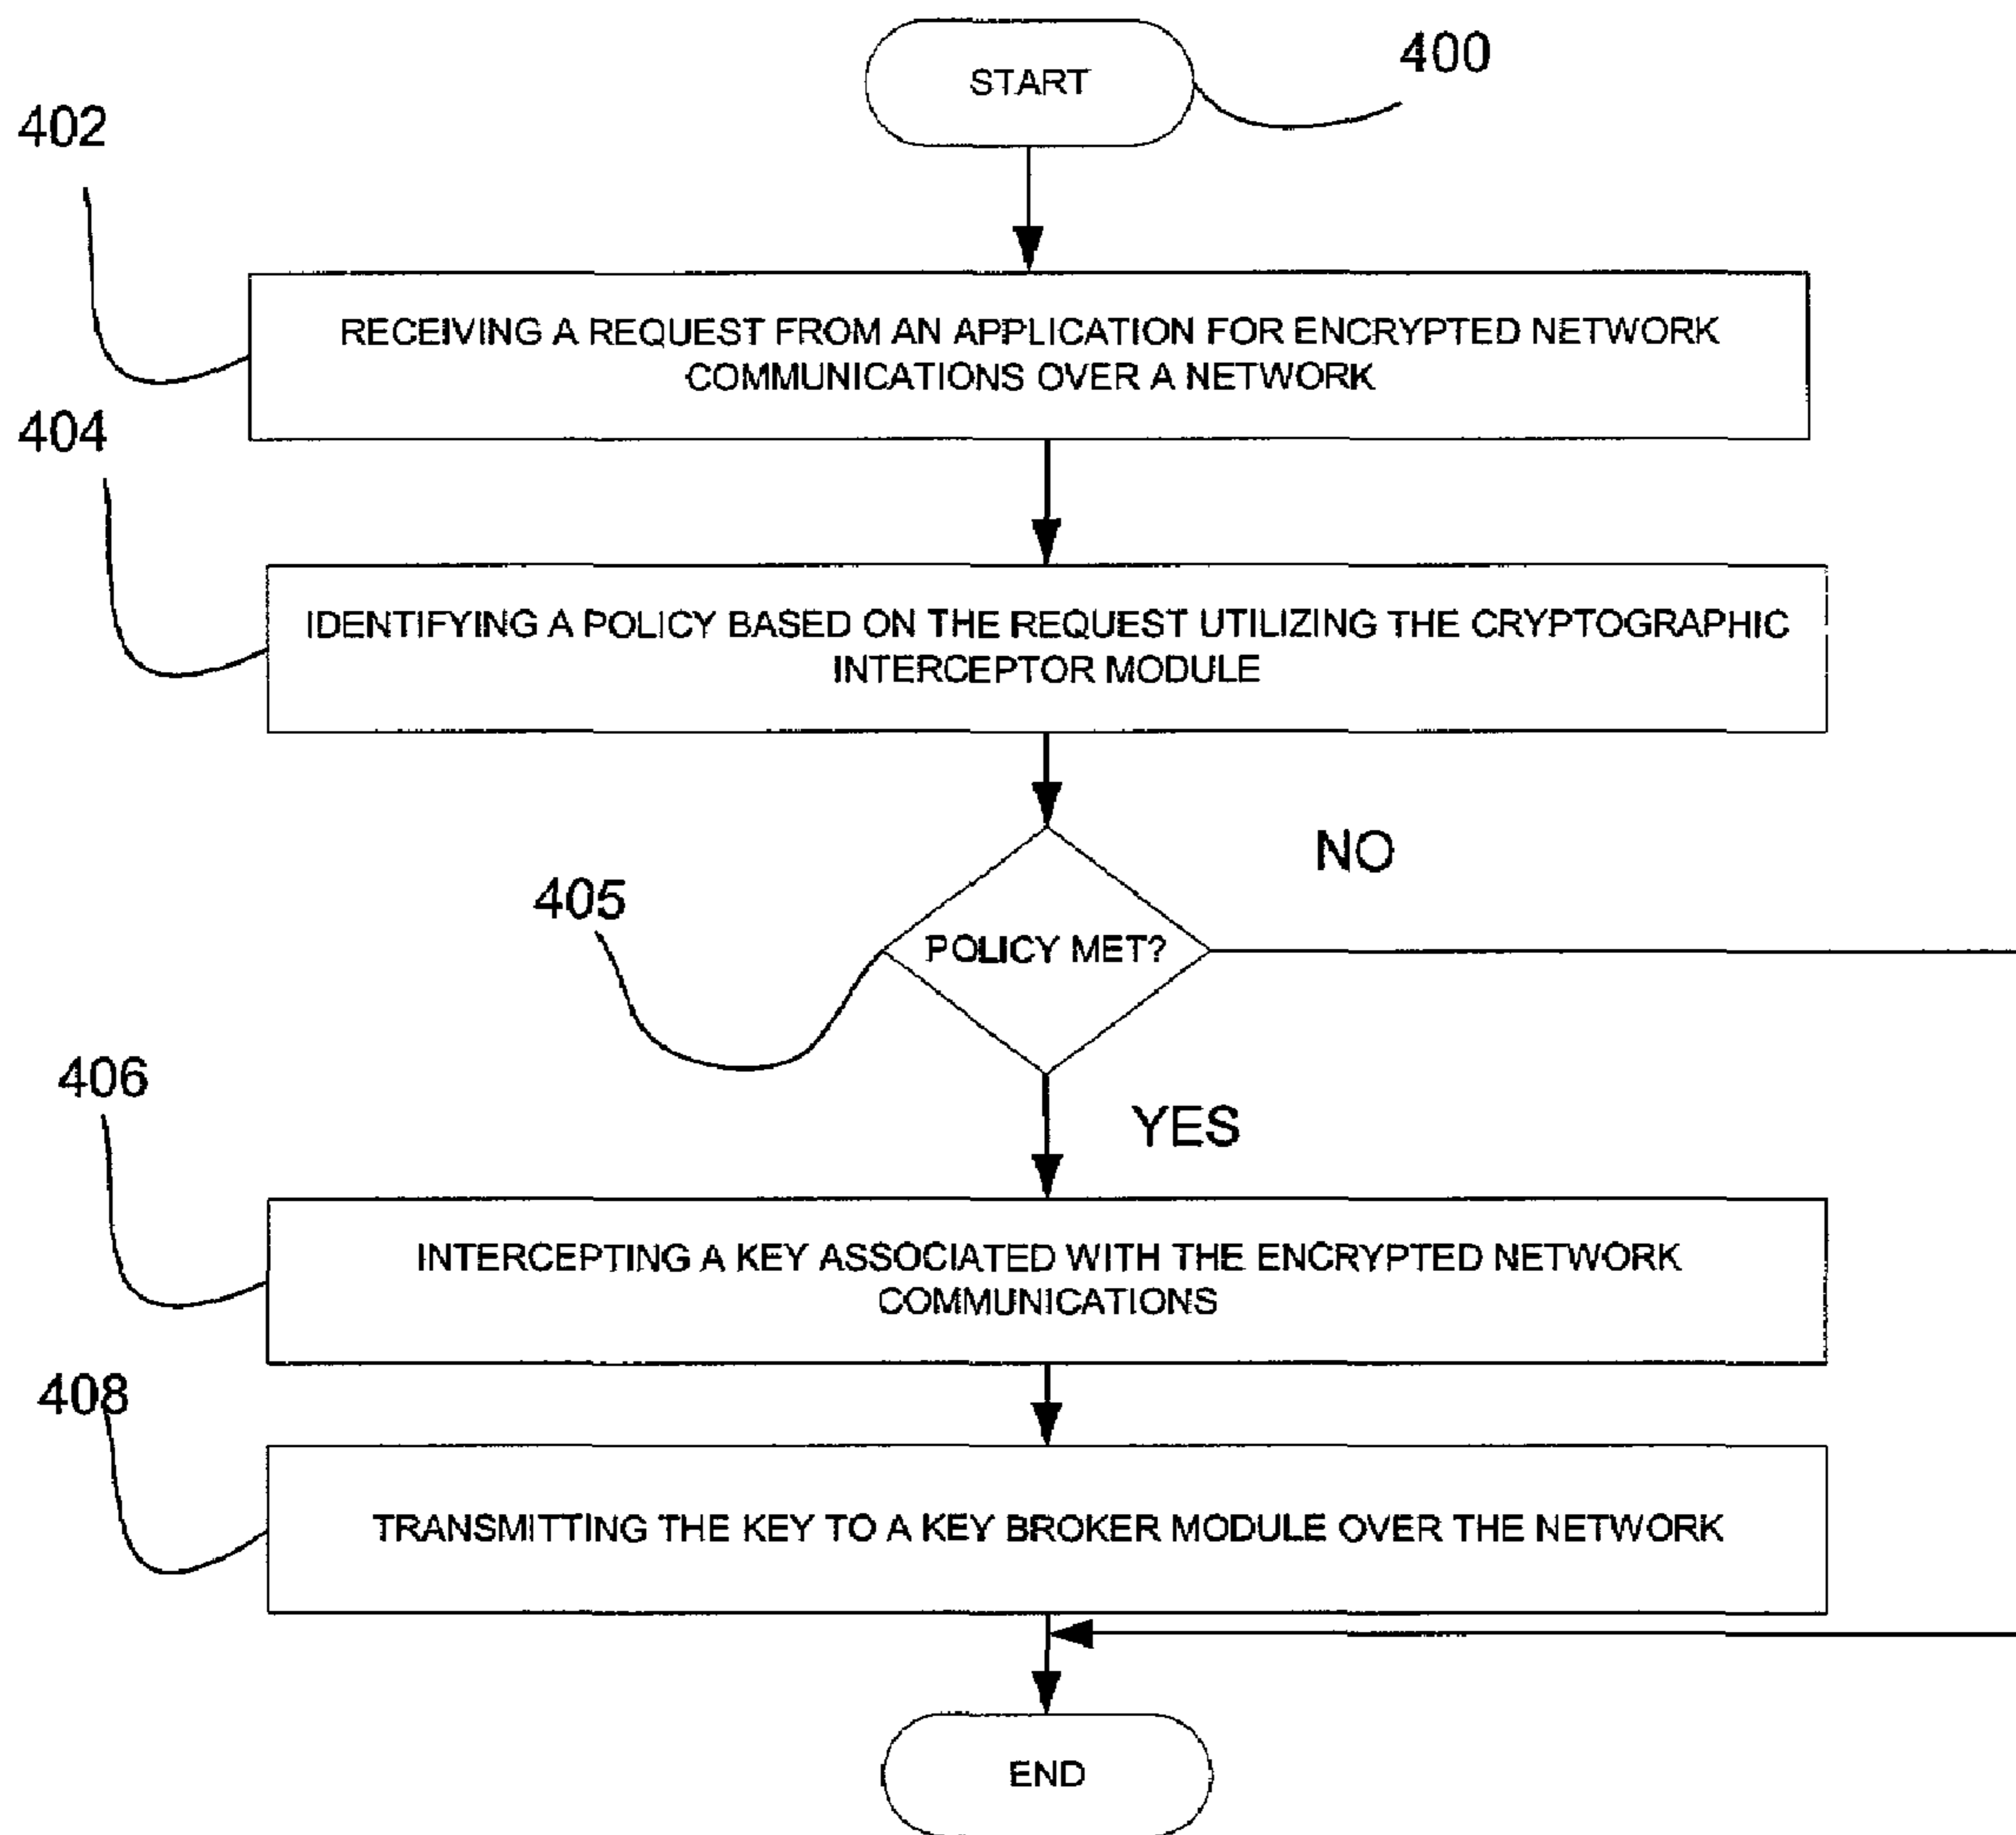 START
400
402
RECEIVING A REQUEST FROM AN APPLICATION FOR ENCRYPTED NETWORK
COMMUNICATIONS OVER A NETWORK
404
IDENTIFYING A POLICY BASED ON THE REQUEST UTILIZING THE CRYPTOGRAPHIC
INTERCEPTOR MODULE
NO
405
POLICY MET?
406
YES
INTERCEPTING A KEY ASSOCIATED WITH THE ENCRYPTED NETWORK
COMMUNICATIONS
408
TRANSMITTING THE KEY TO A KEY BROKER MODULE OVER THE NETWORK
END